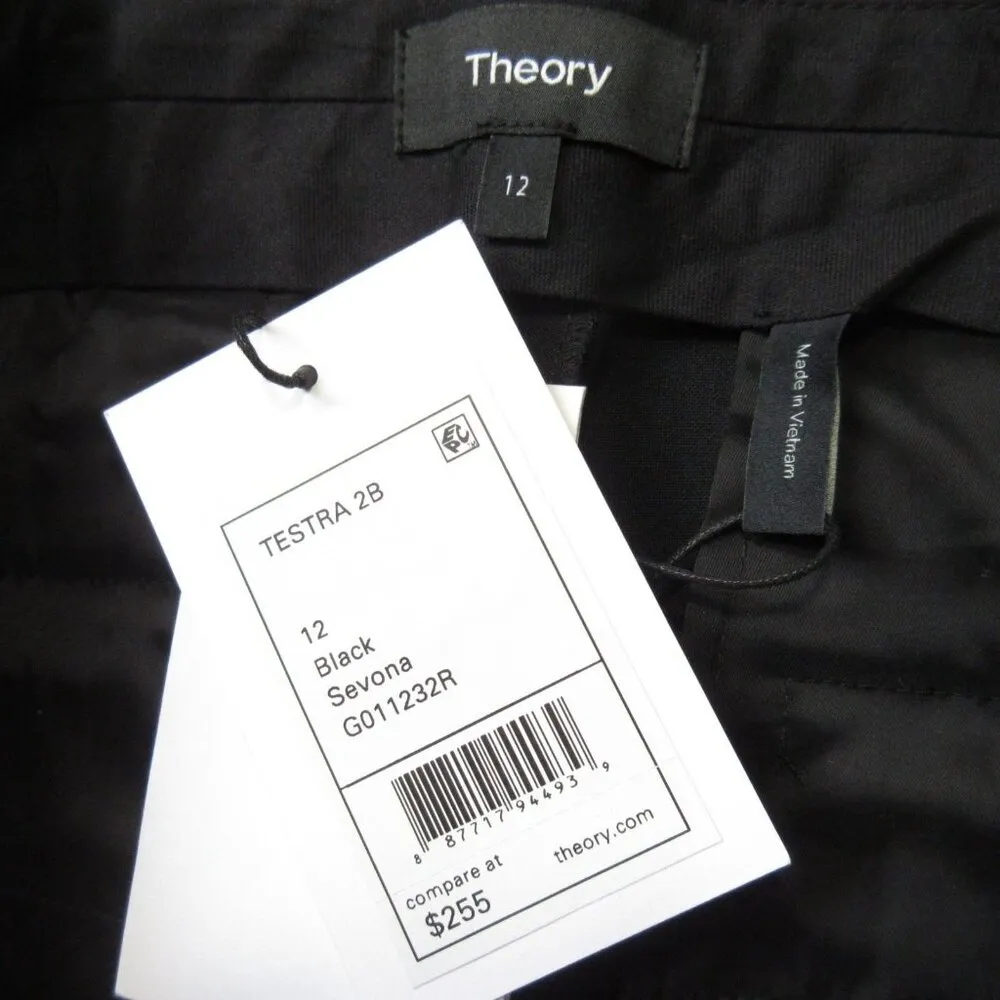 Theory
12
Made in Vietnam
EPC
TESTRA 2B
12
Black
Sevona
G011232R
8 87717 94493 9
compare at
$255
theory.com